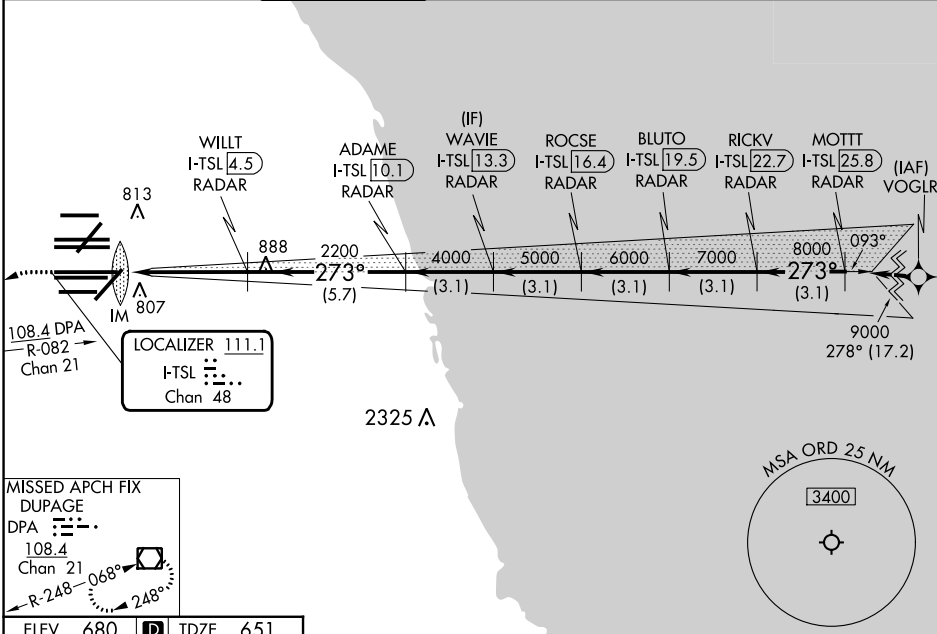 (IF)
WILLT
I-TSL 4.5
RADAR
ADAME
I-TSL 10.1
RADAR
WAVIE
I-TSL 13.3
RADAR
ROCSE
I-TSL 16.4
RADAR
BLUTO
I-TSL 19.5
RADAR
RICKV
I-TSL 22.7
RADAR
MOTTT
I-TSL 25.8
RADAR
(IAF)
VOGLR
813
888
2200
4000
5000
6000
7000
8000
093°
273°
273°
(5.7)
(3.1)
(3.1)
(3.1)
(3.1)
(3.1)
IM
807
9000
278° (17.2)
108.4 DPA
R-082
Chan 21
LOCALIZER 111.1
I-TSL
Chan 48
2325
MSA ORD 25 NM
3400
MISSED APCH FIX
DUPAGE
DPA
108.4
Chan 21
R-248
068°
248°
ELEV 680 D TDZE 651